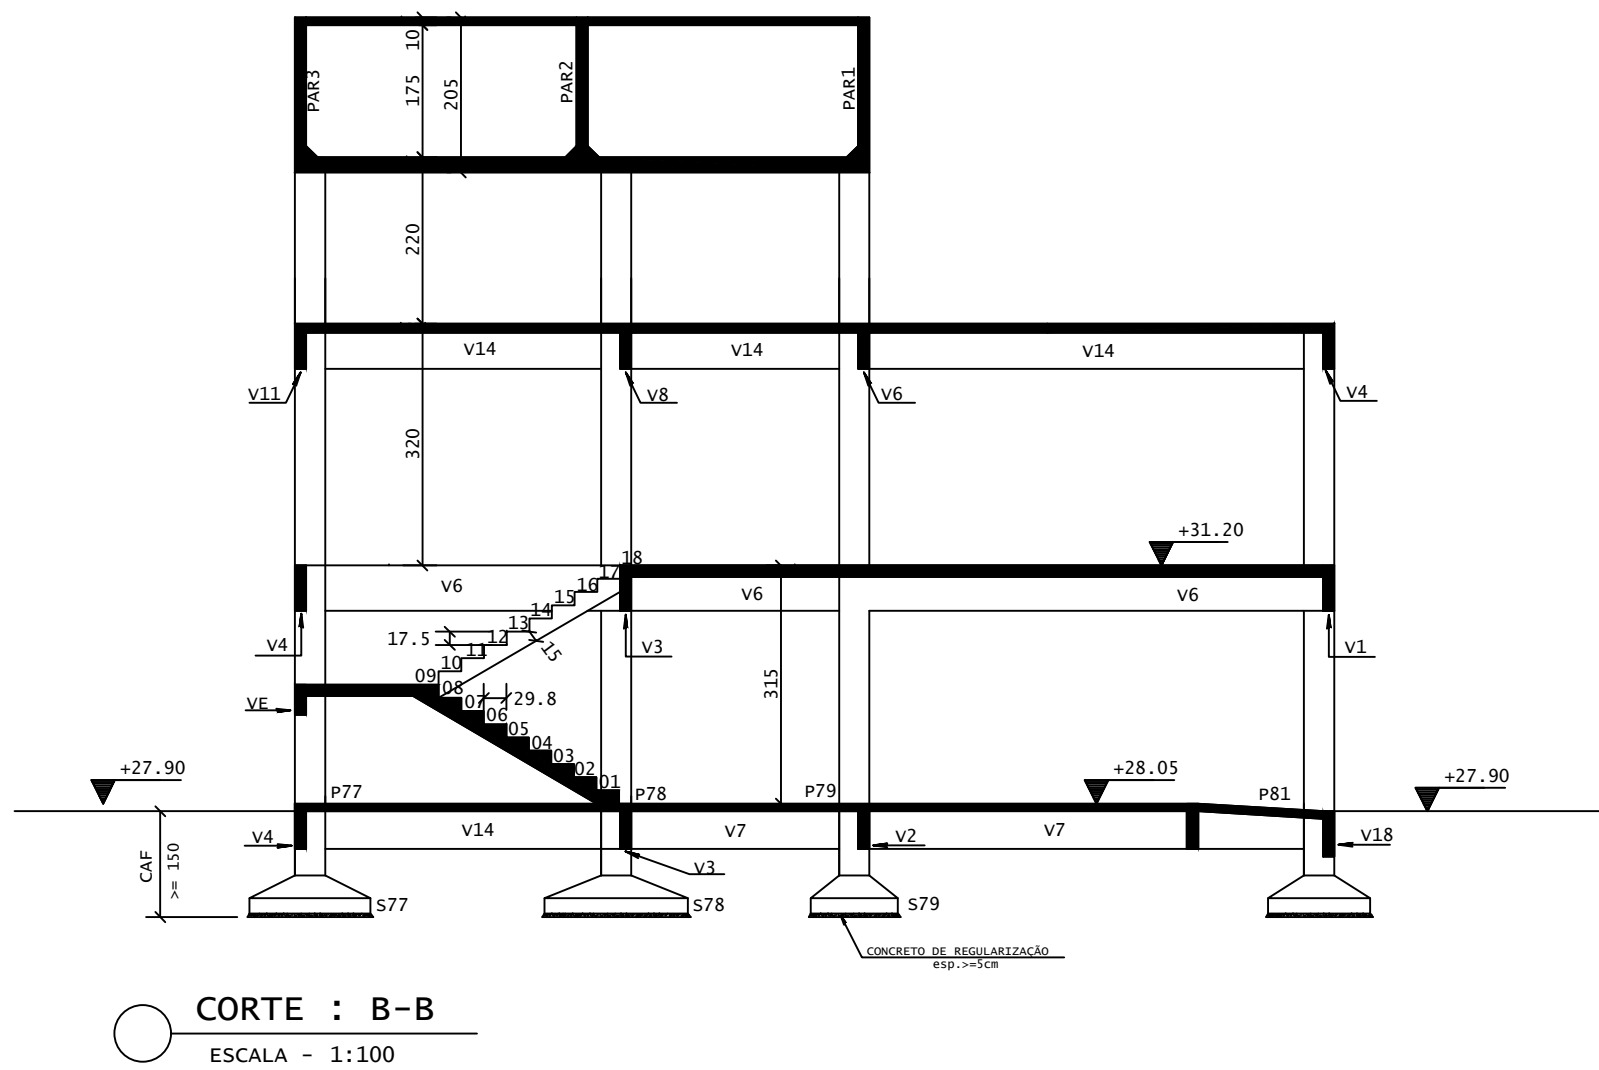 10
175
205
PAR3
PAR2
PAR1
220
V14
V14
V14
V11
V8
V6
V4
320
+31.20
18
17
16
15
14
13
12
11
10
09
08
07
06
05
04
03
02
01
V6
V6
V6
17.5
15
V4
V3
V1
315
29.8
VE
+27.90
+28.05
+27.90
P77
P78
P79
P81
V4
V14
V7
V2
V7
V18
CAF
>= 150
V3
S77
S78
S79
CONCRETO DE REGULARIZAÇÃO
esp.>=5cm
CORTE : B-B
ESCALA - 1:100